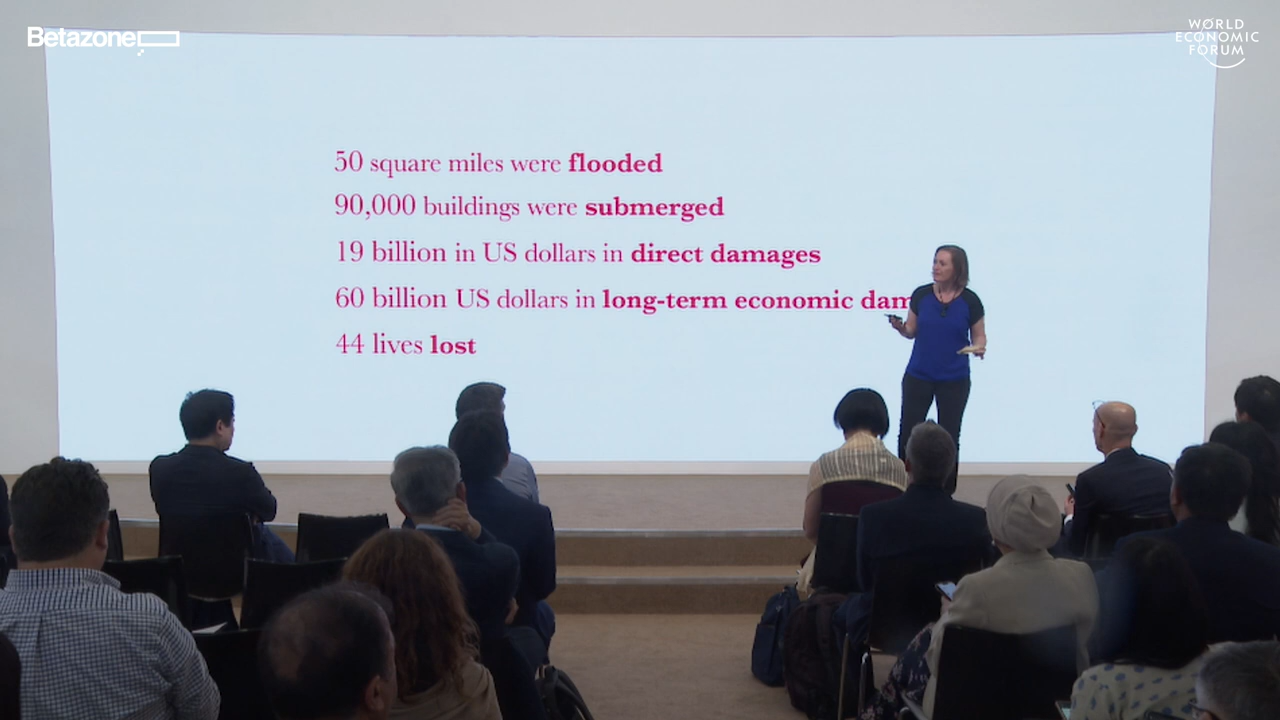 Betazone
WORLD
ECONOMIC
FORUM
50 square miles were flooded
90,000 buildings were submerged
19 billion in US dollars in direct damages
60 billion US dollars in long-term economic dam
44 lives lost